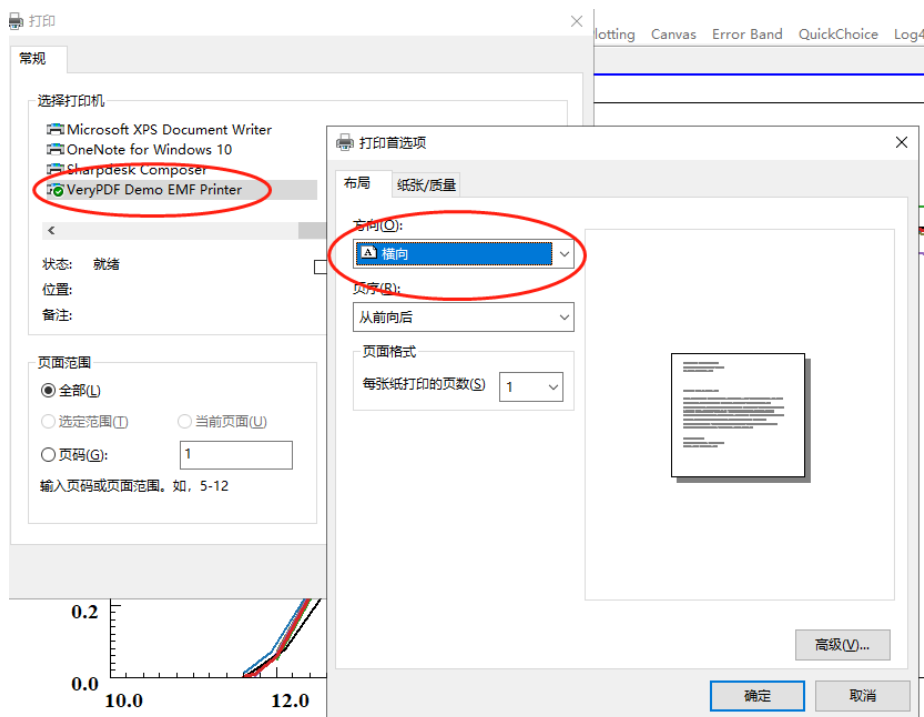 打印
常规
选择打印机
Microsoft XPS Document Writer
OneNote for Windows 10
Sharpdesk Composer
VeryPDF Demo EMF Printer
状态: 就绪
位置:
备注:
页面范围
全部(L)
选定范围(T) 当前页面(U)
页码(G): 1
输入页码或页面范围。如，5-12
lotting Canvas Error Band QuickChoice Log4
打印首选项
布局 纸张/质量
方向(O):
A 横向
页序(R):
从前向后
页面格式
每张纸打印的页数(S) 1
高级(V)...
确定 取消
0.2
0.0
10.0 12.0